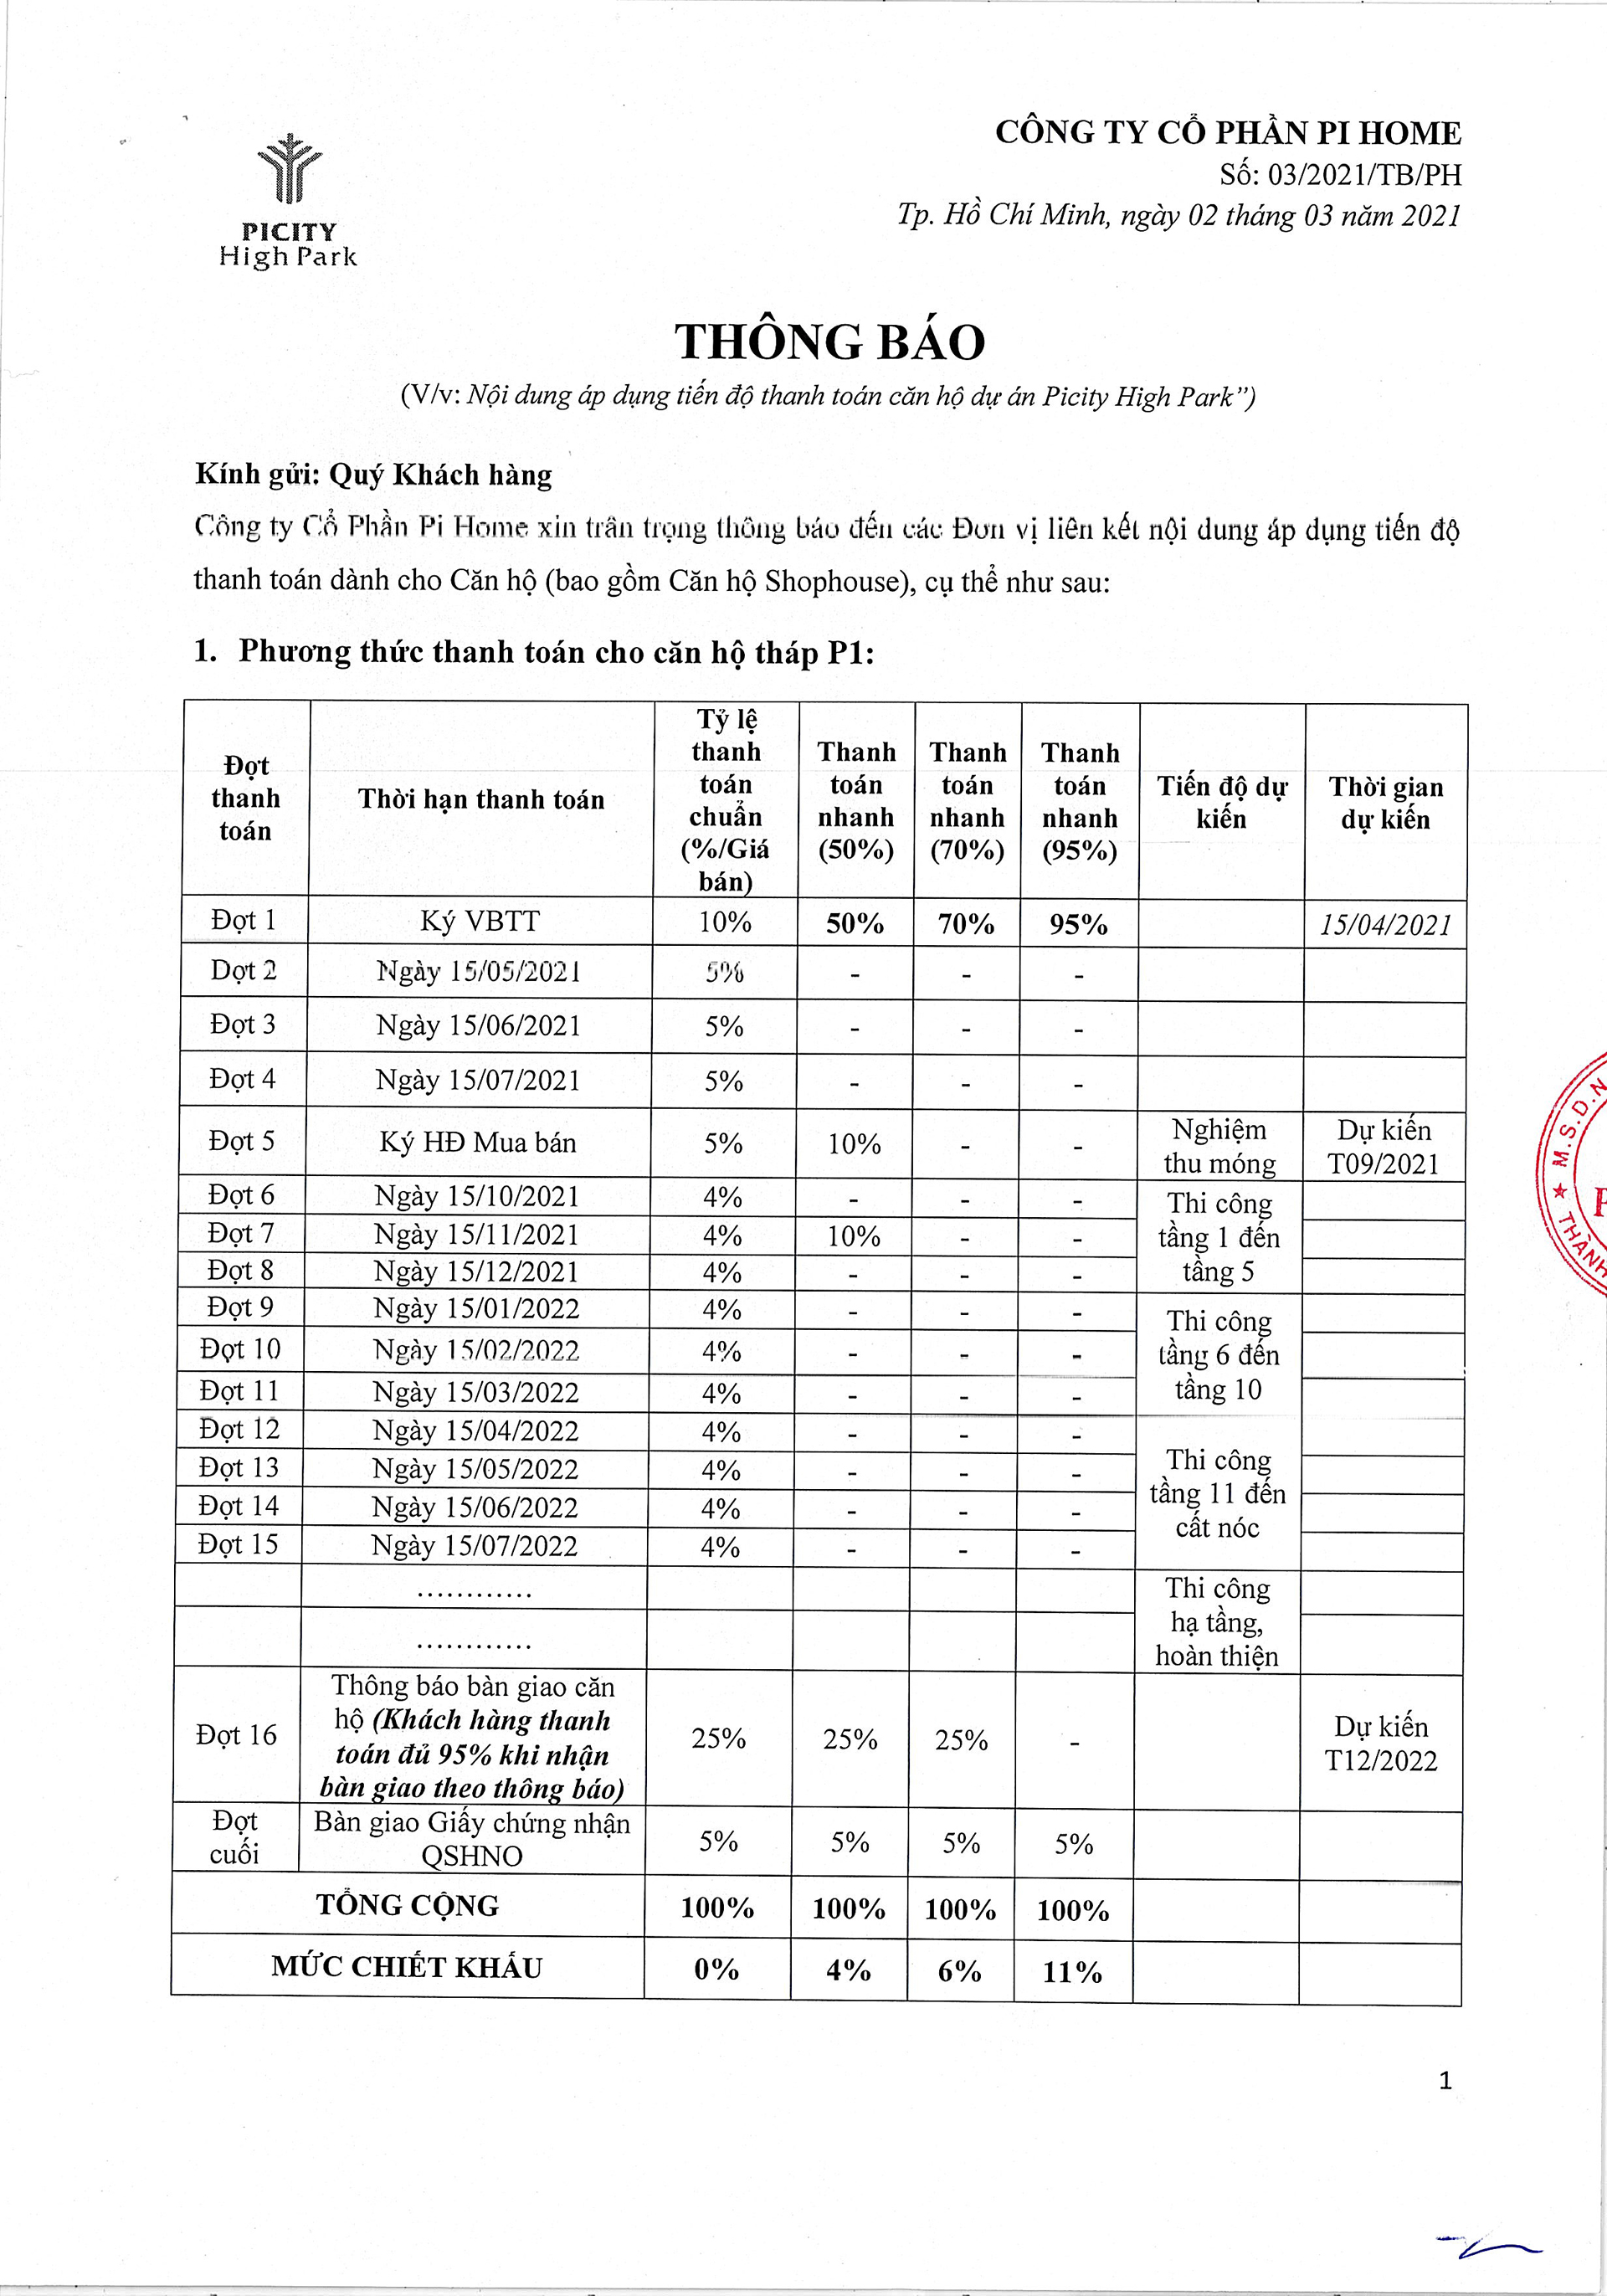 PICITY
High Park
CÔNG TY CỔ PHẦN PI HOME
Số: 03/2021/TB/PH
Tp. Hồ Chí Minh, ngày 02 tháng 03 năm 2021
THÔNG BÁO
(V/v: Nội dung áp dụng tiến độ thanh toán căn hộ dự án Picity High Park”)
Kính gửi: Quý Khách hàng
Công ty Cổ Phần Pi Home xin trân trọng thông báo đến các Đơn vị liên kết nội dung áp dụng tiến độ
thanh toán dành cho Căn hộ (bao gồm Căn hộ Shophouse), cụ thể như sau:
1. Phương thức thanh toán cho căn hộ tháp P1:
Đợt thanh toán Thời hạn thanh toán Tỷ lệ thanh toán chuẩn (%/Giá bán) Thanh toán nhanh (50%) Thanh toán nhanh (70%) Thanh toán nhanh (95%) Tiến độ dự kiến Thời gian dự kiến
Đợt 1 Ký VBTT 10% 50% 70% 95% 15/04/2021
Đợt 2 Ngày 15/05/2021 5% - - -
Đợt 3 Ngày 15/06/2021 5% - - -
Đợt 4 Ngày 15/07/2021 5% - - -
Đợt 5 Ký HĐ Mua bán 5% 10% - - Nghiệm thu móng Dự kiến T09/2021
Đợt 6 Ngày 15/10/2021 4% - - - Thi công tầng 1 đến tầng 5
Đợt 7 Ngày 15/11/2021 4% 10% - -
Đợt 8 Ngày 15/12/2021 4% - - -
Đợt 9 Ngày 15/01/2022 4% - - - Thi công tầng 6 đến tầng 10
Đợt 10 Ngày 15/02/2022 4% - - -
Đợt 11 Ngày 15/03/2022 4% - - -
Đợt 12 Ngày 15/04/2022 4% - - - Thi công tầng 11 đến cất nóc
Đợt 13 Ngày 15/05/2022 4% - - -
Đợt 14 Ngày 15/06/2022 4% - - -
Đợt 15 Ngày 15/07/2022 4% - - -
............ Thi công hạ tầng, hoàn thiện
............
Đợt 16 Thông báo bàn giao căn hộ (Khách hàng thanh toán đủ 95% khi nhận bàn giao theo thông báo) 25% 25% 25% - Dự kiến T12/2022
Đợt cuối Bàn giao Giấy chứng nhận QSHNO 5% 5% 5% 5%
TỔNG CỘNG 100% 100% 100% 100%
MỨC CHIẾT KHẤU 0% 4% 6% 11%
★ M.S.D.N
THÀNH
1